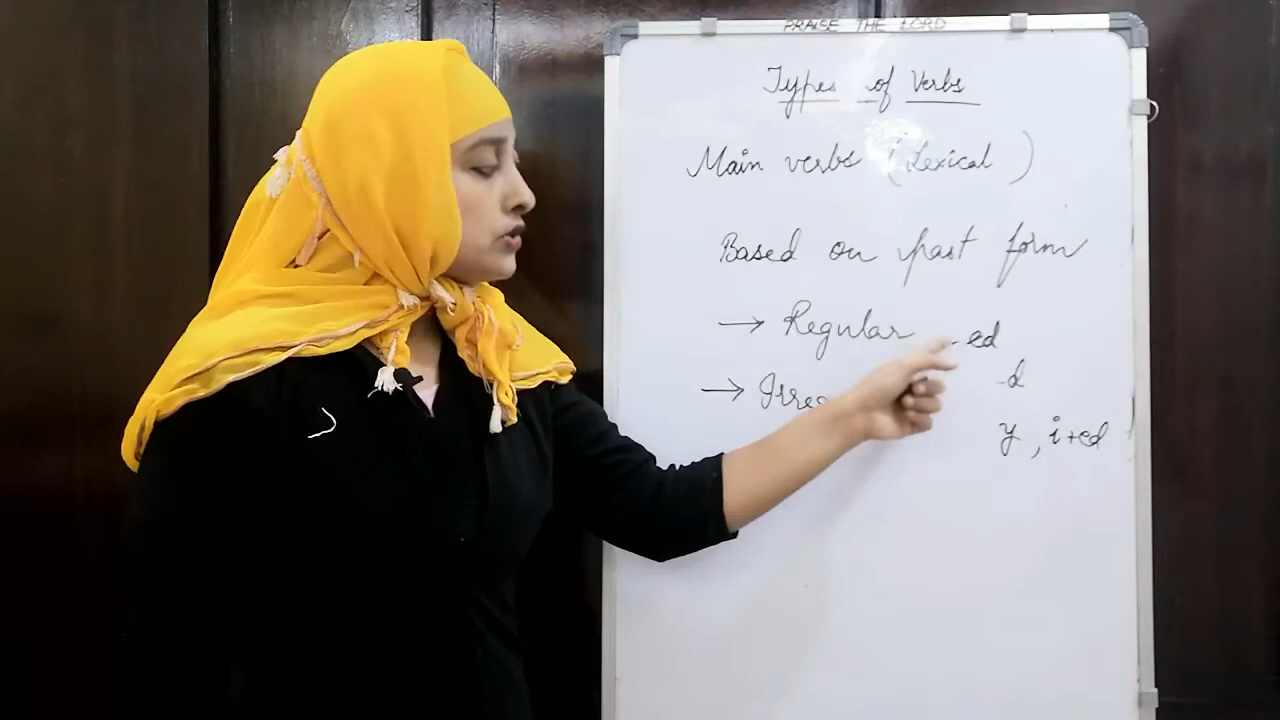 PRAISE THE LORD
Types of Verbs
Main verbs (Lexical )
Based on past form
→ Regular -ed
-d
→
y, i+ed